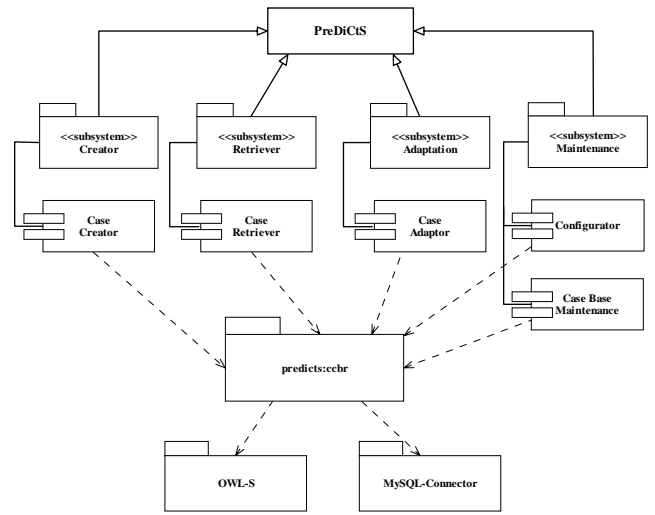 PreDiCtS
<<subsystem>>
Creator
<<subsystem>>
Retriever
<<subsystem>>
Adaptation
<<subsystem>>
Maintenance
Case
Creator
Case
Retriever
Case
Adaptor
Configurator
Case Base
Maintenance
predicts:ccbr
OWL-S
MySQL-Connector